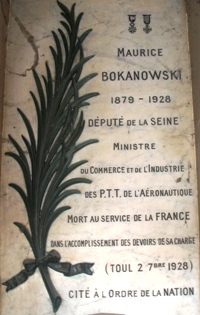 MAURICE
BOKANOWSKI
1879 - 1928
DÉPUTÉ DE LA SEINE
MINISTRE
DU COMMERCE ET DE L'INDUSTRIE
DES P.T.T. DE L'AÉRONAUTIQUE
MORT AU SERVICE DE LA FRANCE
DANS L'ACCOMPLISSEMENT DES DEVOIRS DE SA CHARGE
(TOUL 2 7BRE 1928)
CITÉ À L'ORDRE DE LA NATION